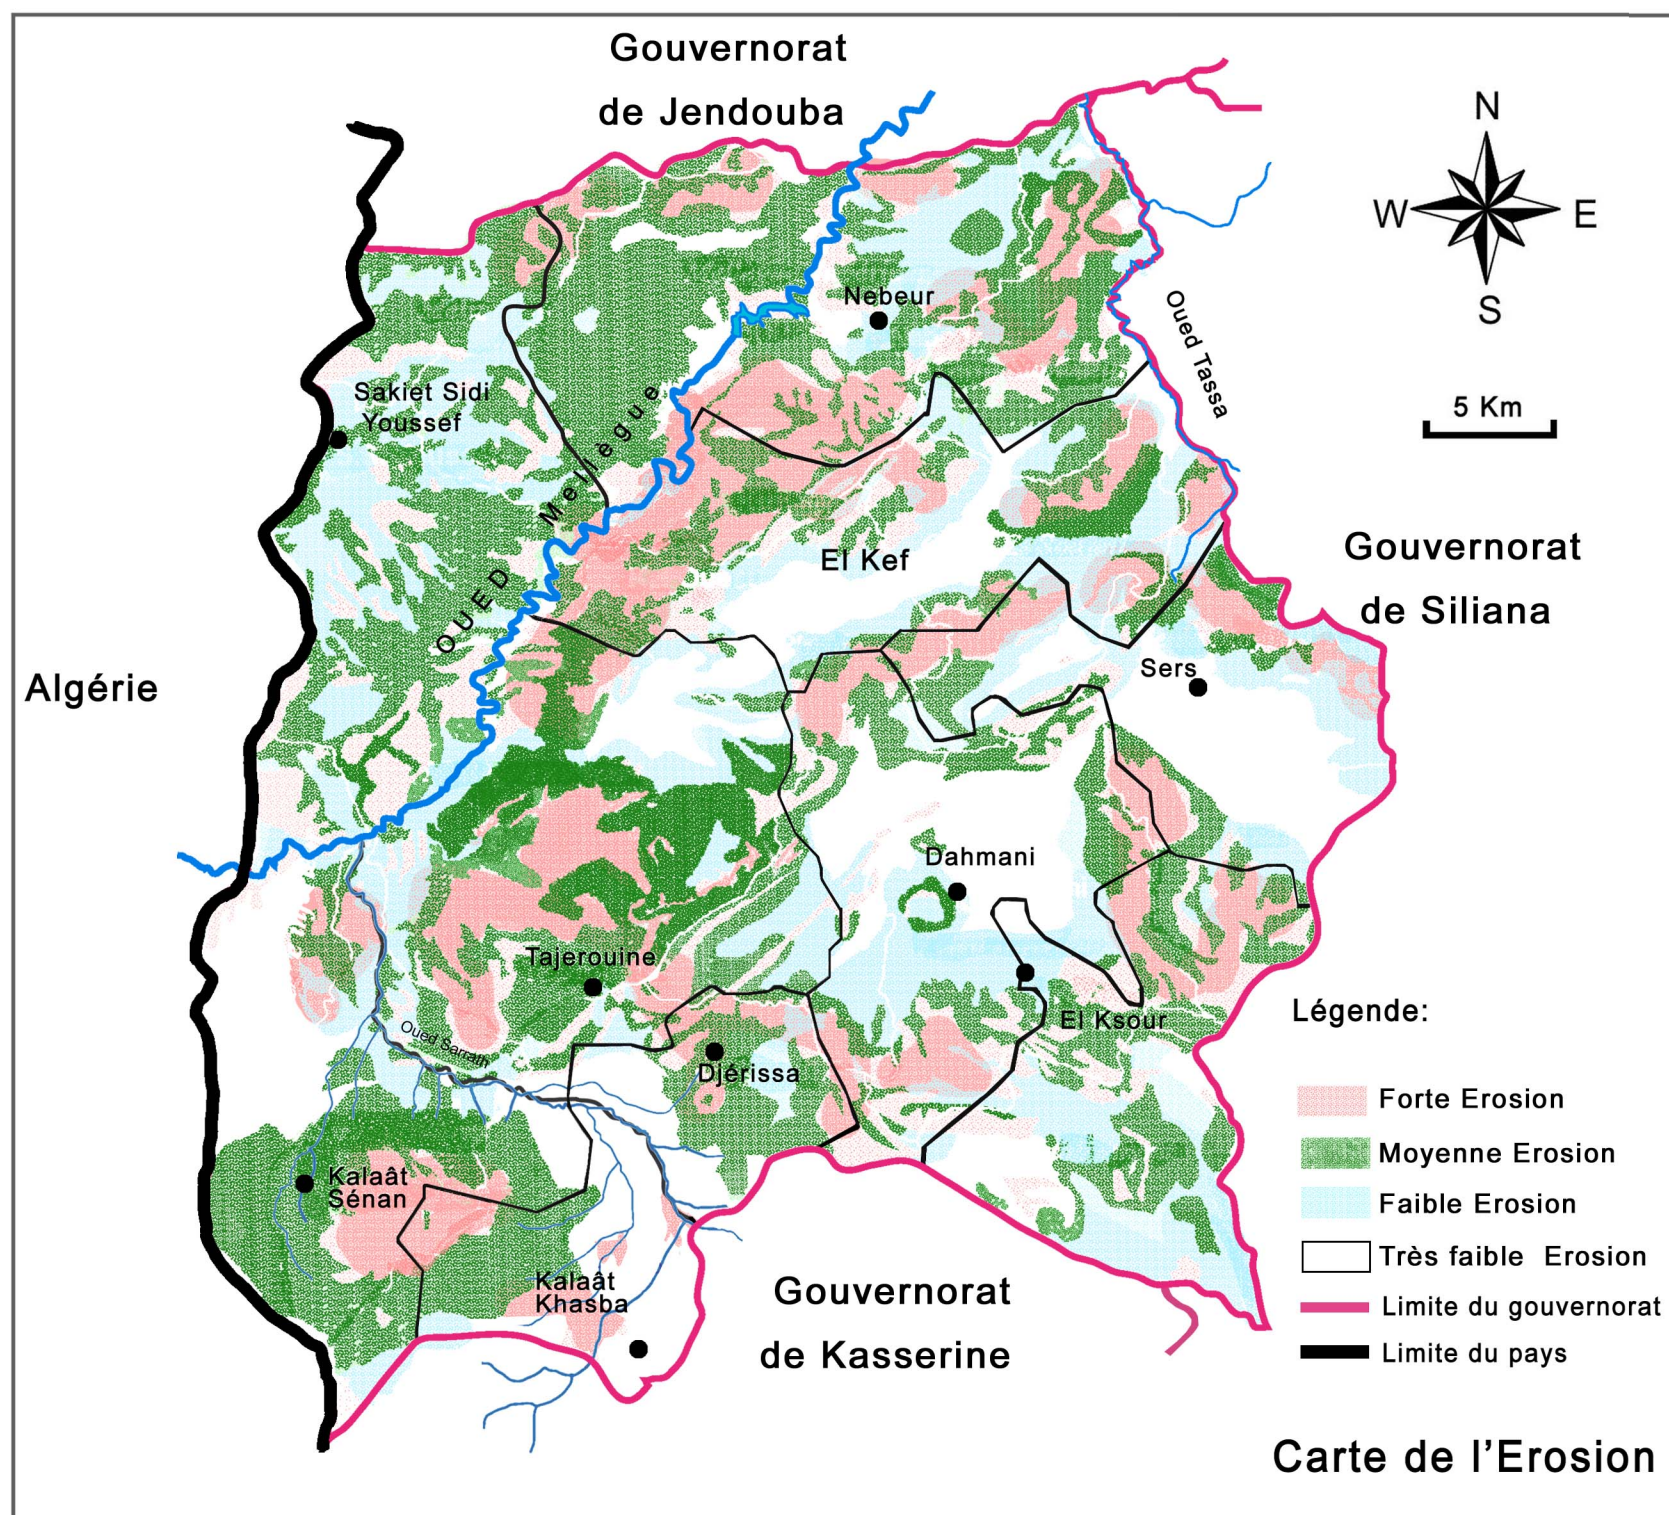 Gouvernorat
de Jendouba
N
W
E
S
Nebeur
Oued Tassa
Sakiet Sidi
Youssef
5 Km
OUED Mellègue
El Kef
Gouvernorat
de Siliana
Algérie
Sers
Dahmani
Tajerouine
El Ksour
Oued Sarrath
Djérissa
Kalaât
Sénan
Kalaât
Khasba
Gouvernorat
de Kasserine
Légende:
Forte Erosion
Moyenne Erosion
Faible Erosion
Très faible Erosion
Limite du gouvernorat
Limite du pays
Carte de l'Erosion